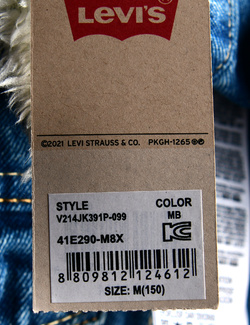 Levi's
©2021 LEVI STRAUSS & CO. PKGH-1265
STYLE COLOR
V214JK391P-099 MB
41E290-M8X
8 809812 124612
SIZE: M(150)